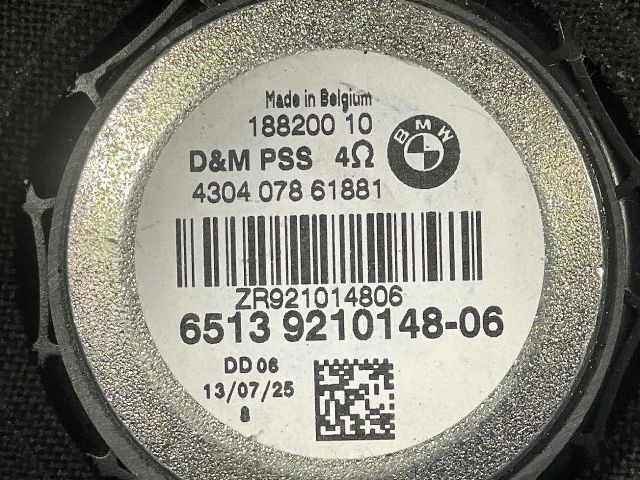 Made in Belgium
188200 10
D&M PSS 4Ω
BMW
4304 078 61881
ZR921014806
6513 9210148-06
DD 06
13/07/25
8